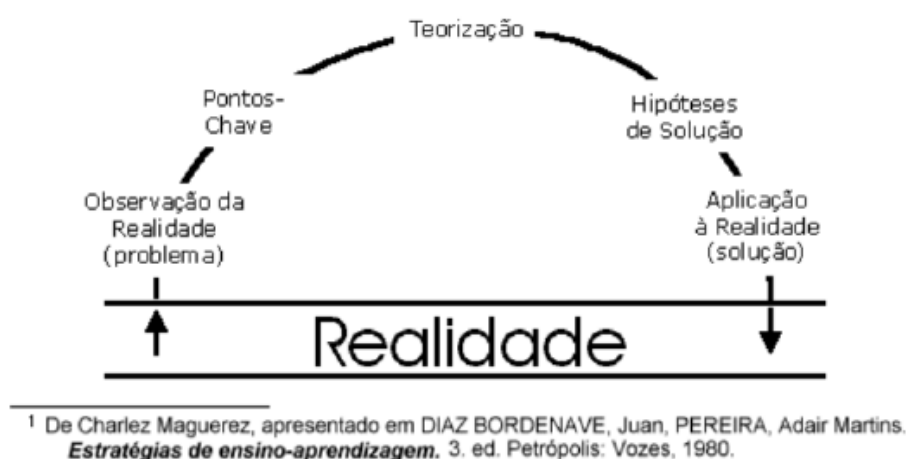 Teorização
Pontos-
Chave
Hipóteses
de Solução
Observação da
Realidade
(problema)
Aplicação
à Realidade
(solução)
Realidade
1 De Charlez Maguerez, apresentado em DIAZ BORDENAVE, Juan, PEREIRA, Adair Martins.
Estratégias de ensino-aprendizagem. 3. ed. Petrópolis: Vozes, 1980.